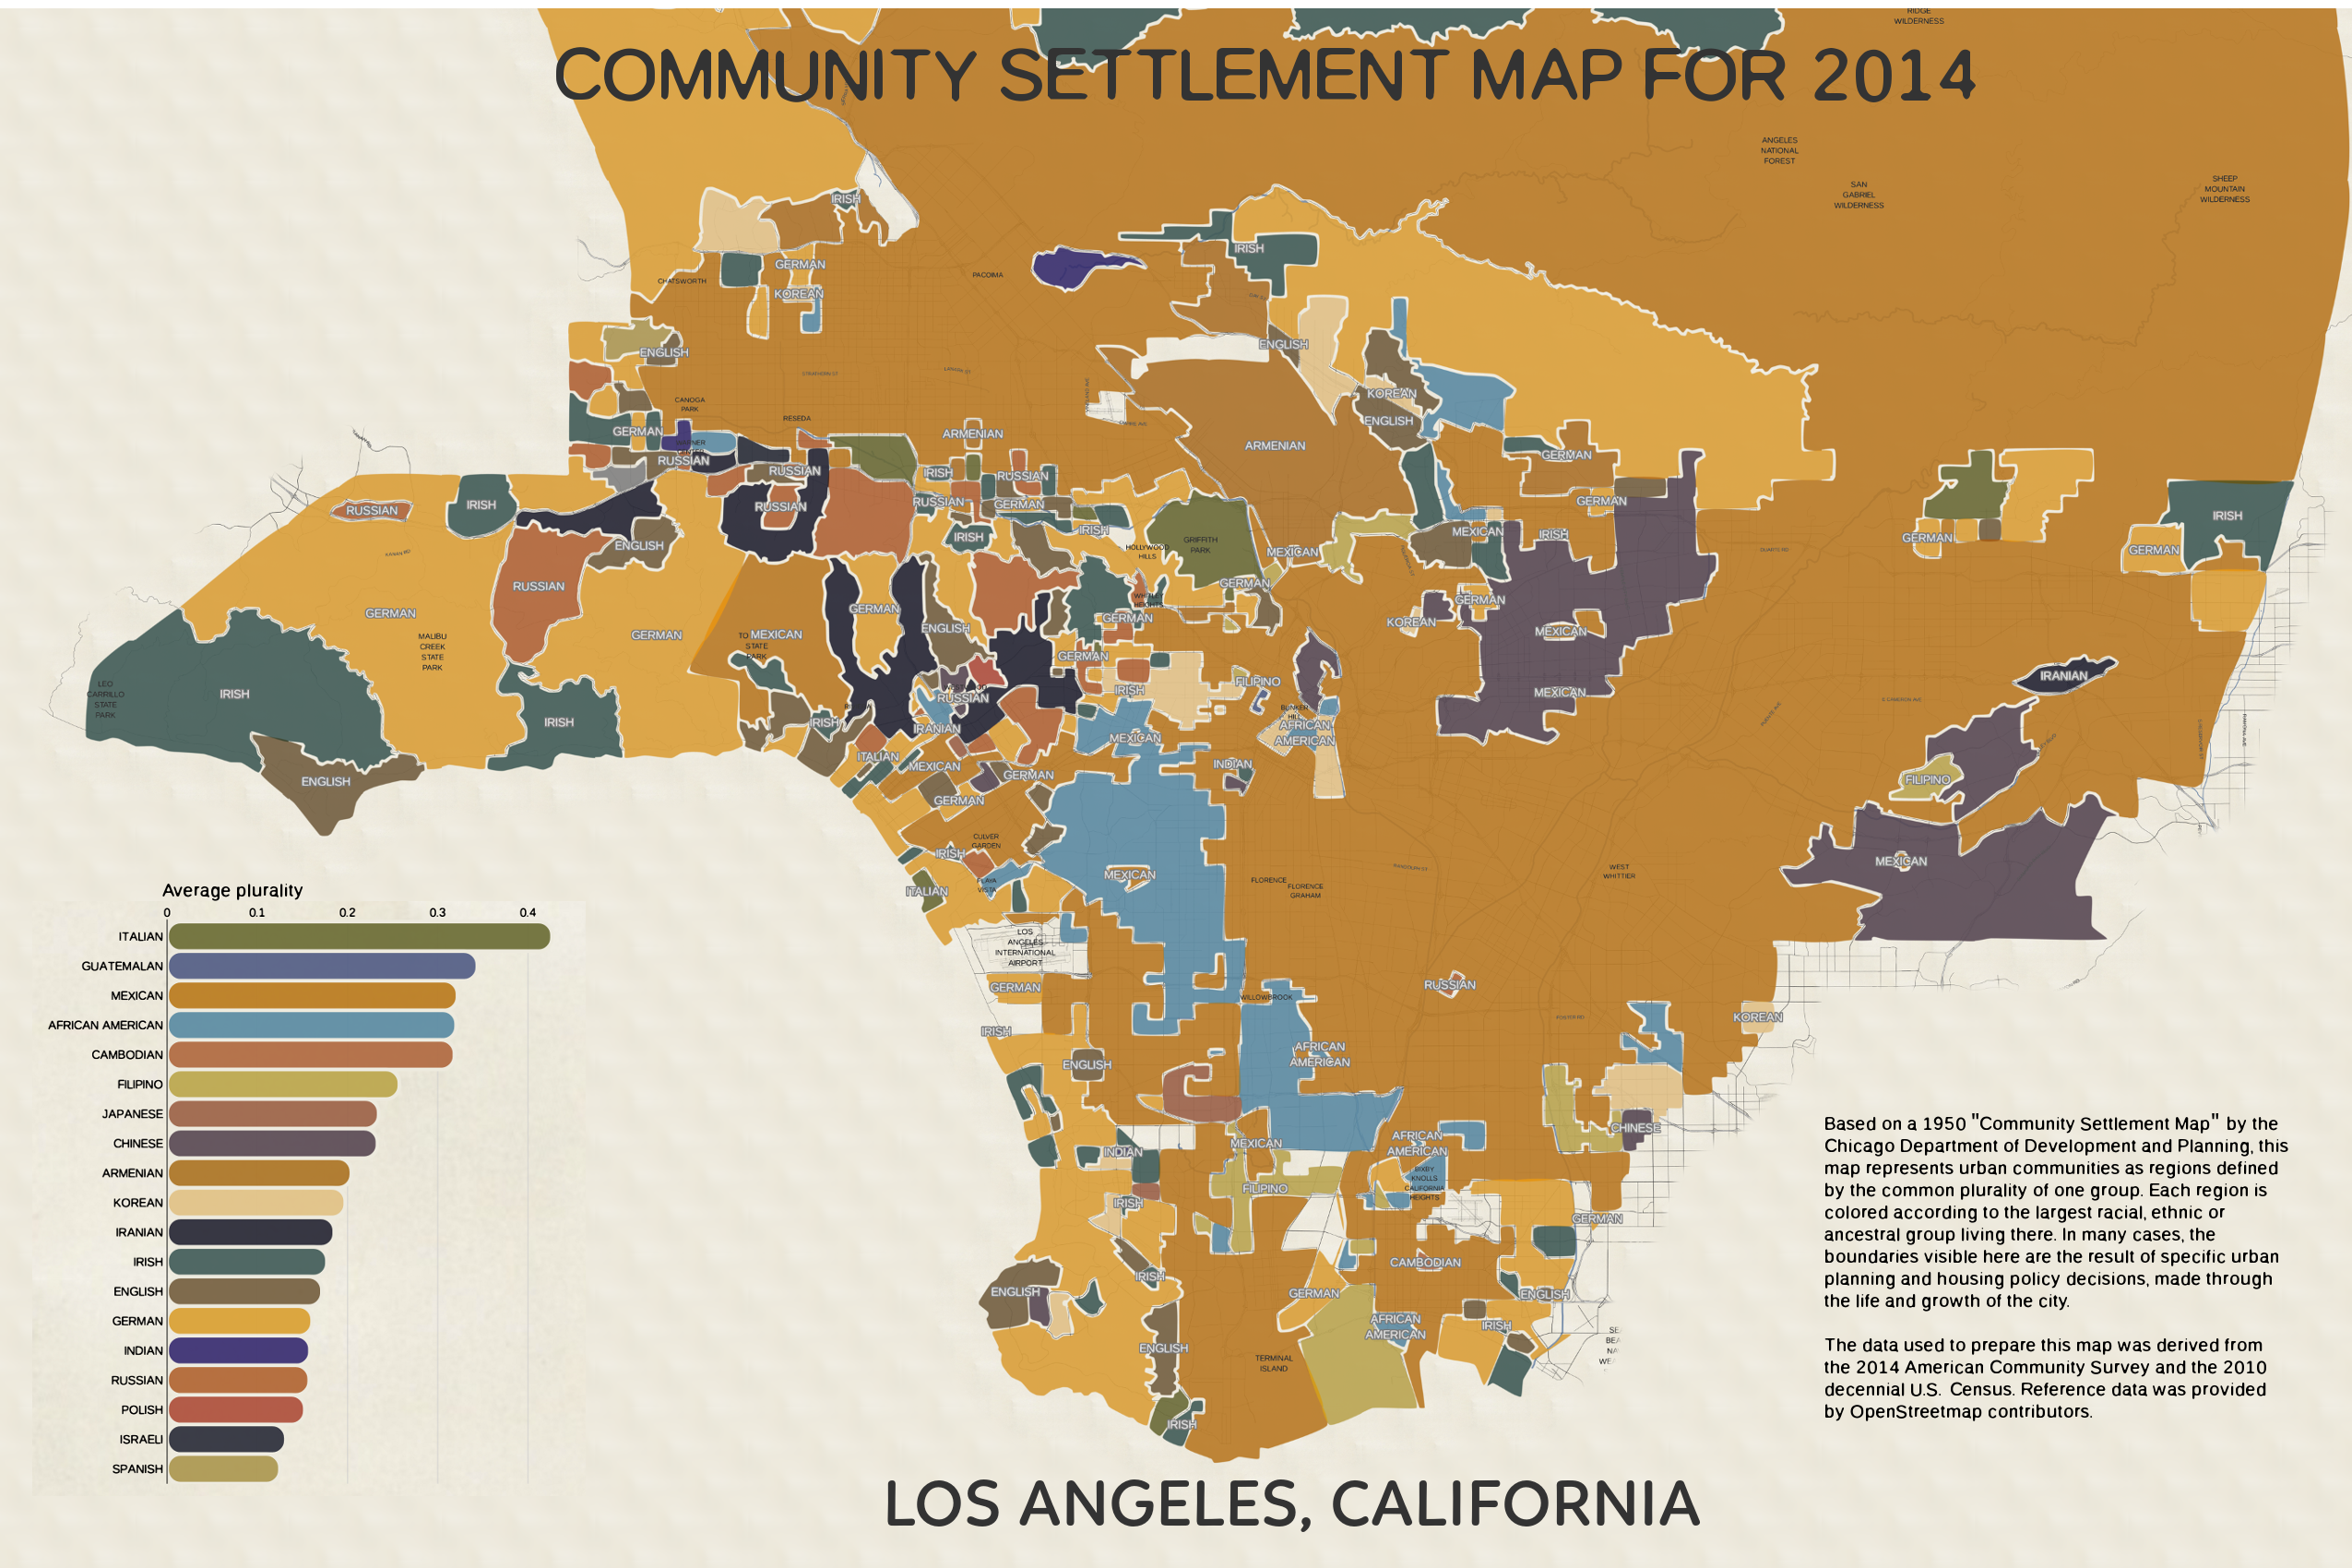 RIDGE
WILDERNESS
COMMUNITY SETTLEMENT MAP FOR 2014
ANGELES
NATIONAL
FOREST
SAN
GABRIEL
WILDERNESS
SHEEP
MOUNTAIN
WILDERNESS
IRISH
IRISH
GERMAN
CHATSWORTH
PACOIMA
KOREAN
ENGLISH
ENGLISH
KOREAN
CANOGA
PARK
RESEDA
ENGLISH
GERMAN
ARMENIAN
ARMENIAN
GERMAN
RUSSIAN
RUSSIAN
IRISH
RUSSIAN
RUSSIAN
IRISH
RUSSIAN
RUSSIAN
GERMAN
GERMAN
IRISH
IRISH
IRISH
MEXICAN
IRISH
GERMAN
GERMAN
ENGLISH
HOLLYWOOD
HILLS
GRIFFITH
PARK
MEXICAN
KANAN RD
DUARTE RD
RUSSIAN
GERMAN
GERMAN
KOREAN
GERMAN
GERMAN
GERMAN
ENGLISH
MEXICAN
MEXICAN
MALIBU
CREEK
STATE
PARK
GERMAN
GERMAN
IRANIAN
LEO
CARRILLO
STATE
PARK
IRISH
IRISH
RUSSIAN
IRISH
FILIPINO
MEXICAN
IRISH
IRANIAN
BUNKER
HILL
AFRICAN
AMERICAN
MEXICAN
ITALIAN
MEXICAN
GERMAN
INDIAN
ENGLISH
FILIPINO
GERMAN
CULVER
GARDEN
IRISH
MEXICAN
MEXICAN
ITALIAN
PLAYA
VISTA
FLORENCE
FLORENCE
GRAHAM
WEST
WHITTIER
LOS
ANGELES
INTERNATIONAL
AIRPORT
GERMAN
RUSSIAN
WILLOWBROOK
IRISH
KOREAN
ENGLISH
AFRICAN
AMERICAN
CHINESE
INDIAN
MEXICAN
AFRICAN
AMERICAN
BIXBY
KNOLLS
CALIFORNIA
HEIGHTS
FILIPINO
IRISH
GERMAN
IRISH
CAMBODIAN
ENGLISH
GERMAN
ENGLISH
AFRICAN
AMERICAN
IRISH
ENGLISH
TERMINAL
ISLAND
IRISH
Average plurality
0 0.1 0.2 0.3 0.4
ITALIAN
GUATEMALAN
MEXICAN
AFRICAN AMERICAN
CAMBODIAN
FILIPINO
JAPANESE
CHINESE
ARMENIAN
KOREAN
IRANIAN
IRISH
ENGLISH
GERMAN
INDIAN
RUSSIAN
POLISH
ISRAELI
SPANISH
Based on a 1950 "Community Settlement Map" by the
Chicago Department of Development and Planning, this
map represents urban communities as regions defined
by the common plurality of one group. Each region is
colored according to the largest racial, ethnic or
ancestral group living there. In many cases, the
boundaries visible here are the result of specific urban
planning and housing policy decisions, made through
the life and growth of the city.
The data used to prepare this map was derived from
the 2014 American Community Survey and the 2010
decennial U.S. Census. Reference data was provided
by OpenStreetmap contributors.
LOS ANGELES, CALIFORNIA